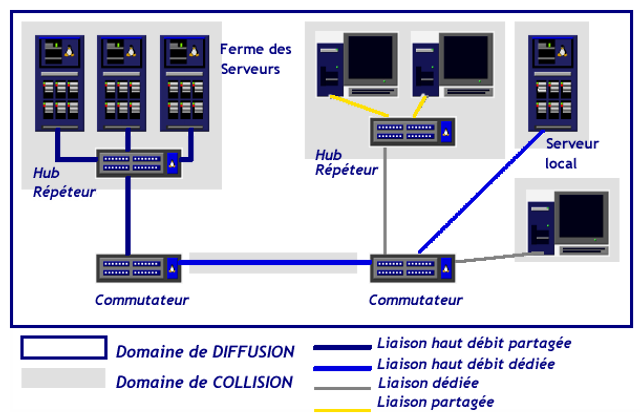 Ferme des
Serveurs
Hub
Répéteur
Hub
Répéteur
Serveur
local
Commutateur
Commutateur
Domaine de DIFFUSION
Domaine de COLLISION
Liaison haut débit partagée
Liaison haut débit dédiée
Liaison dédiée
Liaison partagée